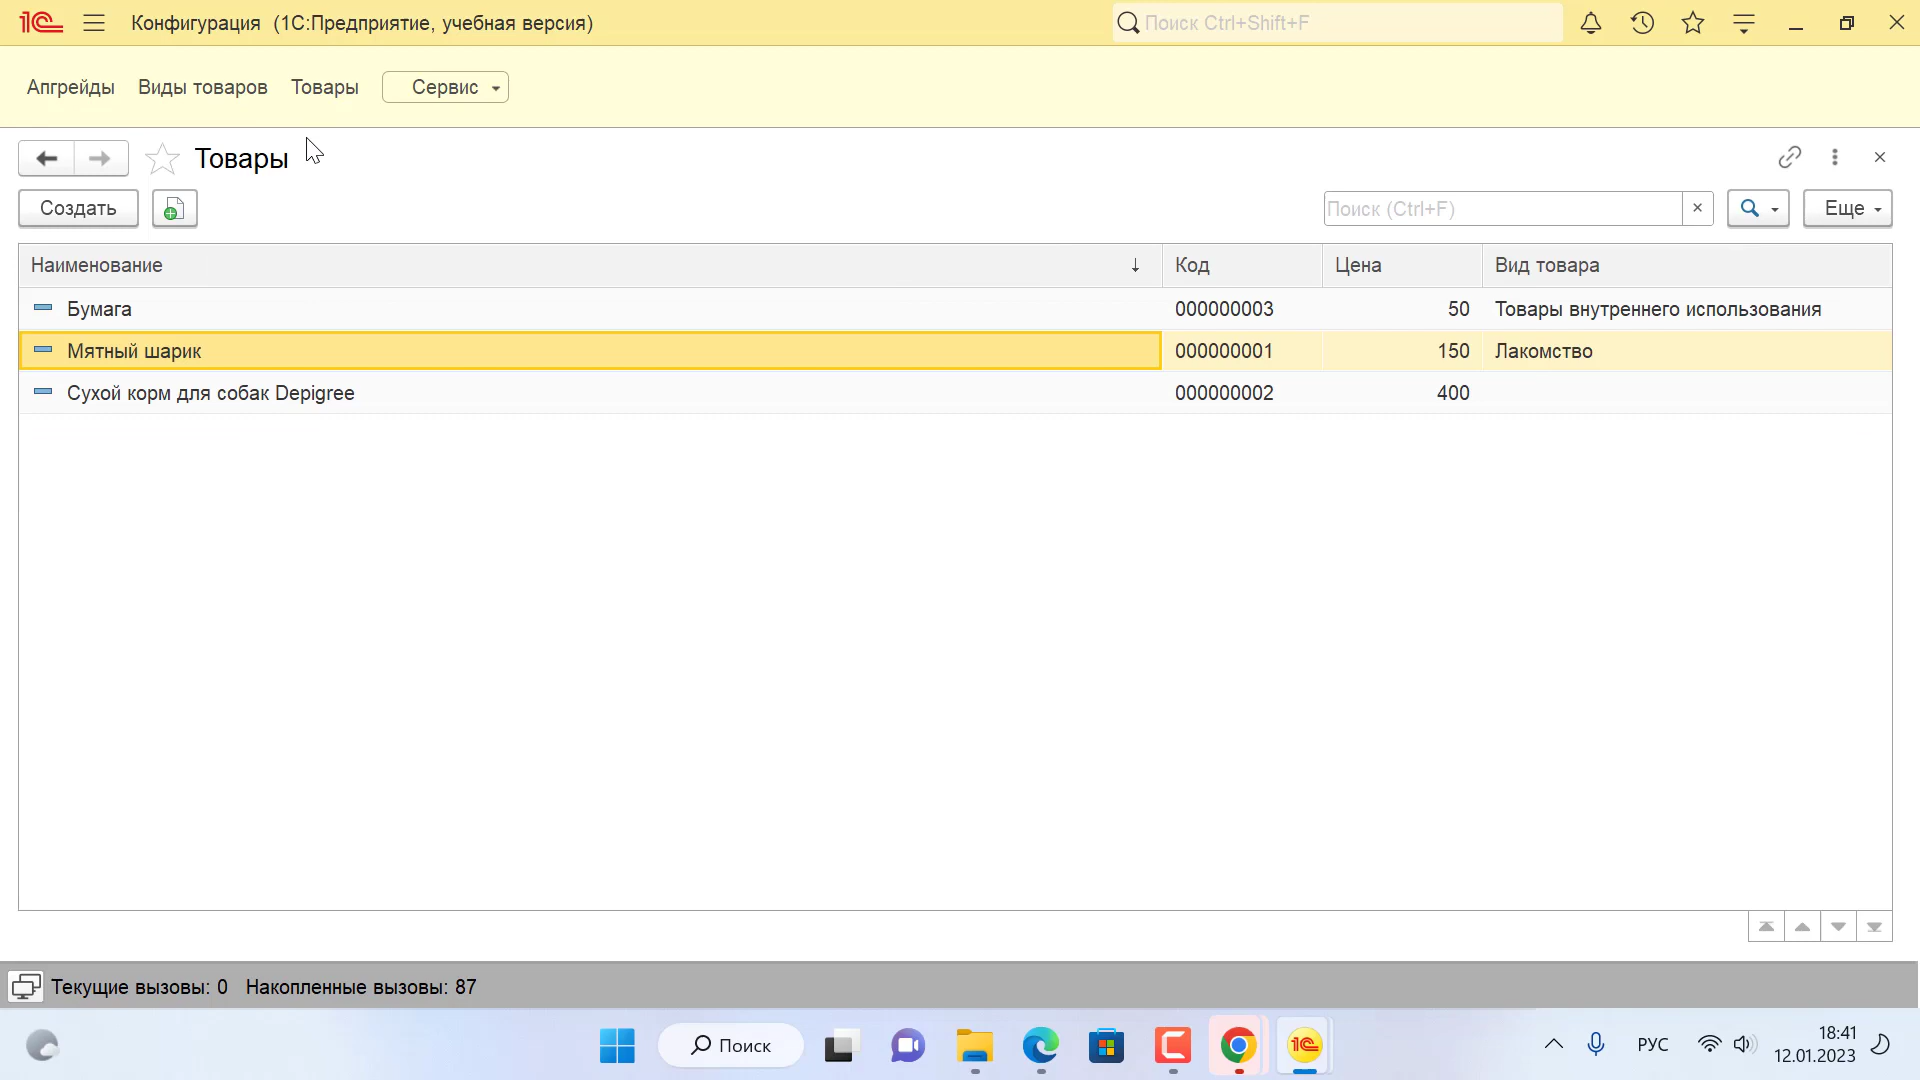 1С Конфигурация (1С:Предприятие, учебная версия) Поиск Ctrl+Shift+F
Апгрейды Виды товаров Товары Сервис
Товары
Создать Поиск (Ctrl+F) × Еще
Наименование ↓ Код Цена Вид товара
Бумага 000000003 50 Товары внутреннего использования
Мятный шарик 000000001 150 Лакомство
Сухой корм для собак Depigree 000000002 400
Текущие вызовы: 0 Накопленные вызовы: 87
Поиск 1С РУС 18:41
12.01.2023